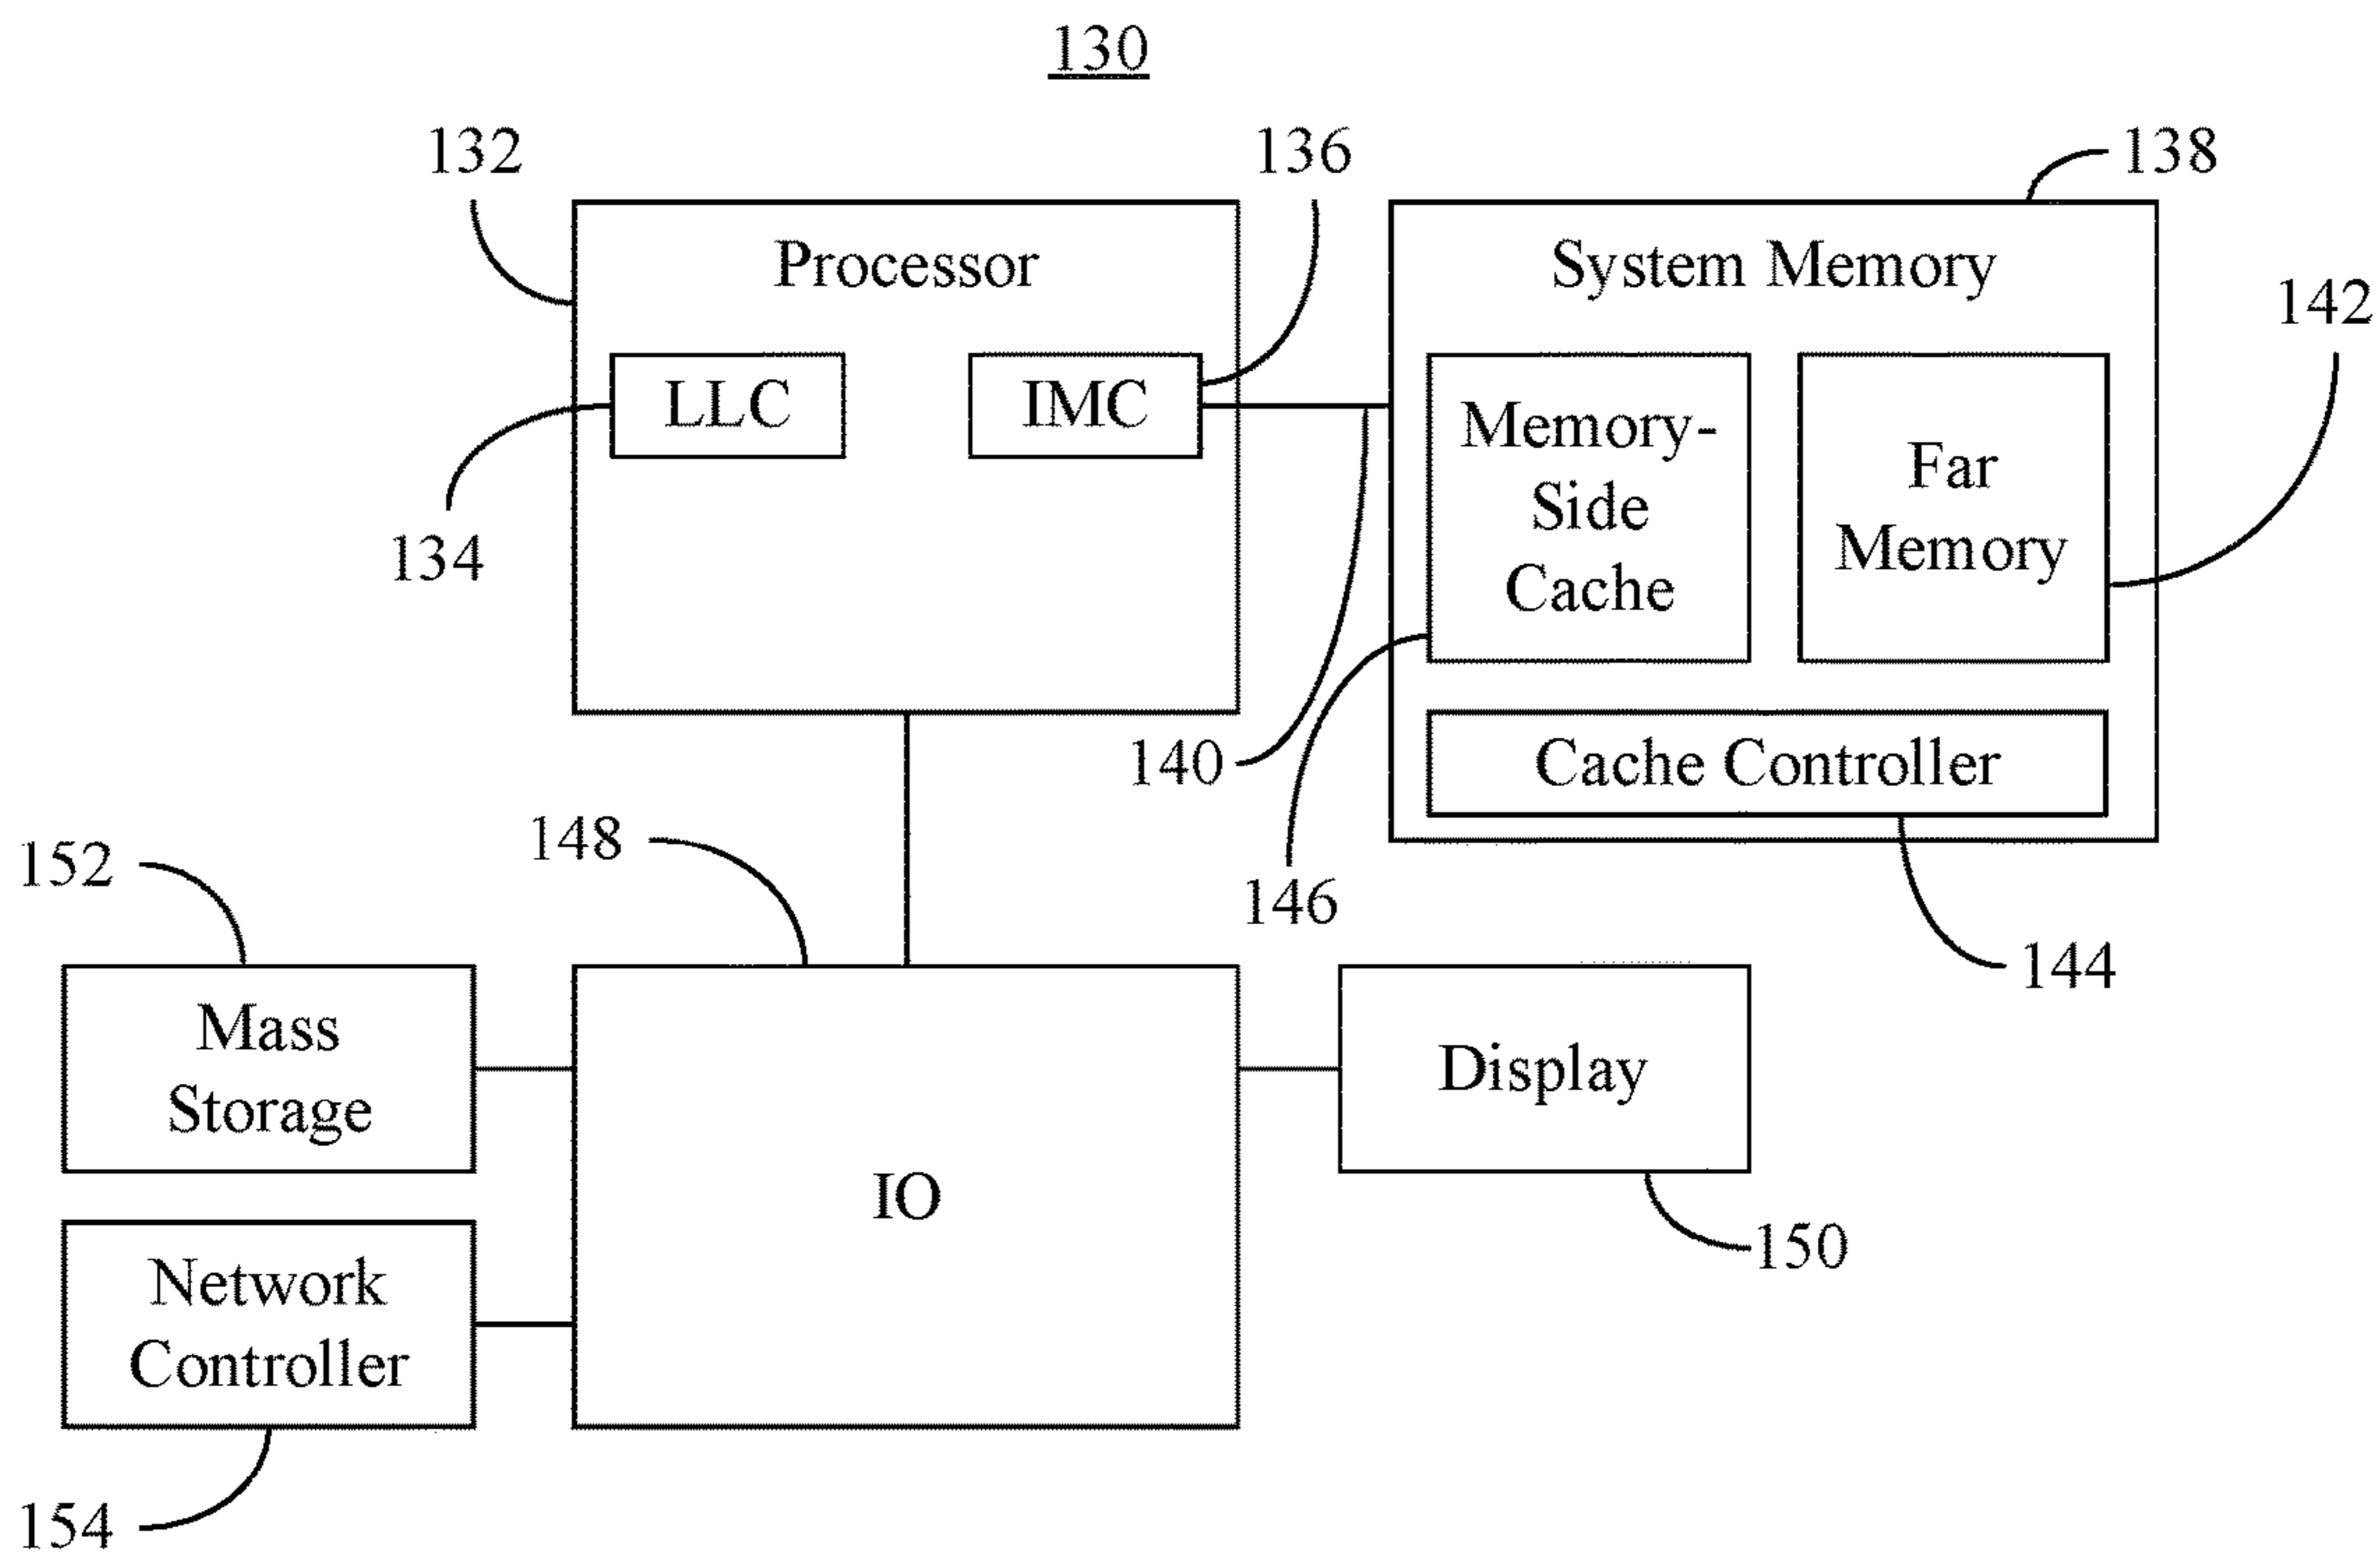 130
132
136
138
Processor
System Memory
142
LLC
IMC
Memory-
Side
Cache
Far
Memory
134
140
Cache Controller
148
152
146
144
Mass
Storage
Display
IO
150
Network
Controller
154